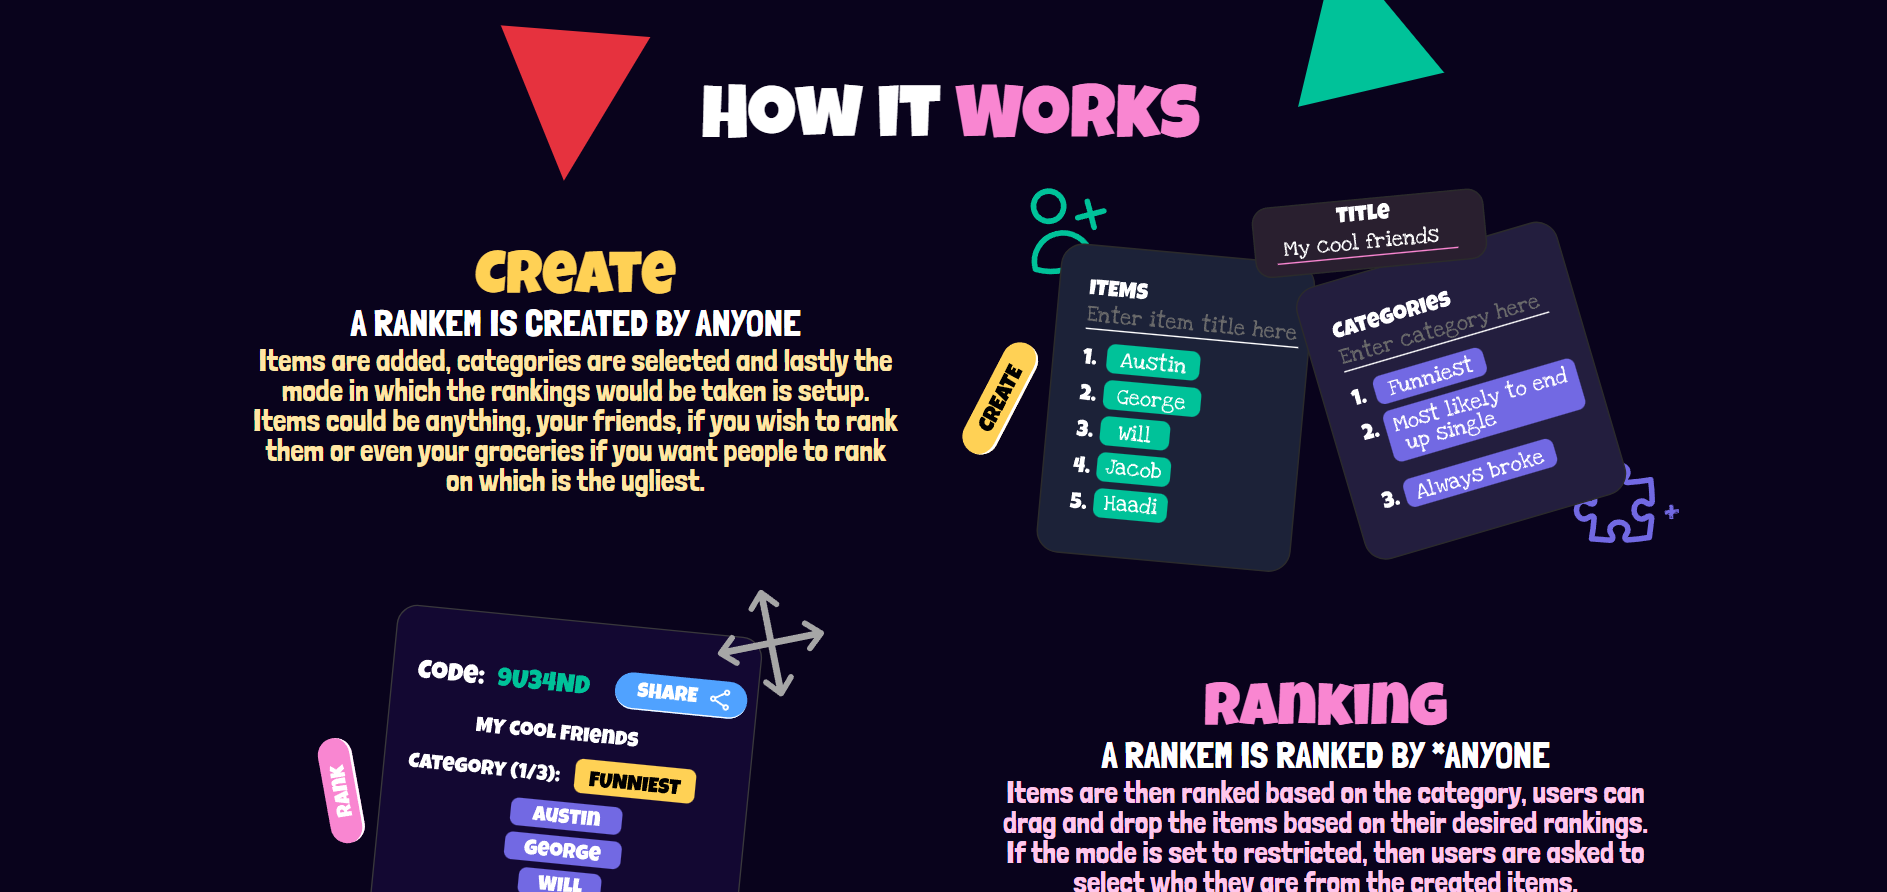 HOW IT WORKS
CREATE
A RANKEM IS CREATED BY ANYONE
Items are added, categories are selected and lastly the
mode in which the rankings would be taken is setup.
Items could be anything, your friends, if you wish to rank
them or even your groceries if you want people to rank
on which is the ugliest.
CREATE
ITEMS
Enter item title here
1. Austin
2. George
3. Will
4. Jacob
5. Haadi
TITLE
My cool friends
CATEGORIES
Enter category here
1. Funniest
2. Most likely to end
up single
3. Always broke
RANK
CODE: 9U34ND
SHARE
MY COOL FRIENDS
CATEGORY (1/3): FUNNIEST
AUSTIN
GEORGE
WILL
RANKING
A RANKEM IS RANKED BY *ANYONE
Items are then ranked based on the category, users can
drag and drop the items based on their desired rankings.
If the mode is set to restricted, then users are asked to
select who they are from the created items.